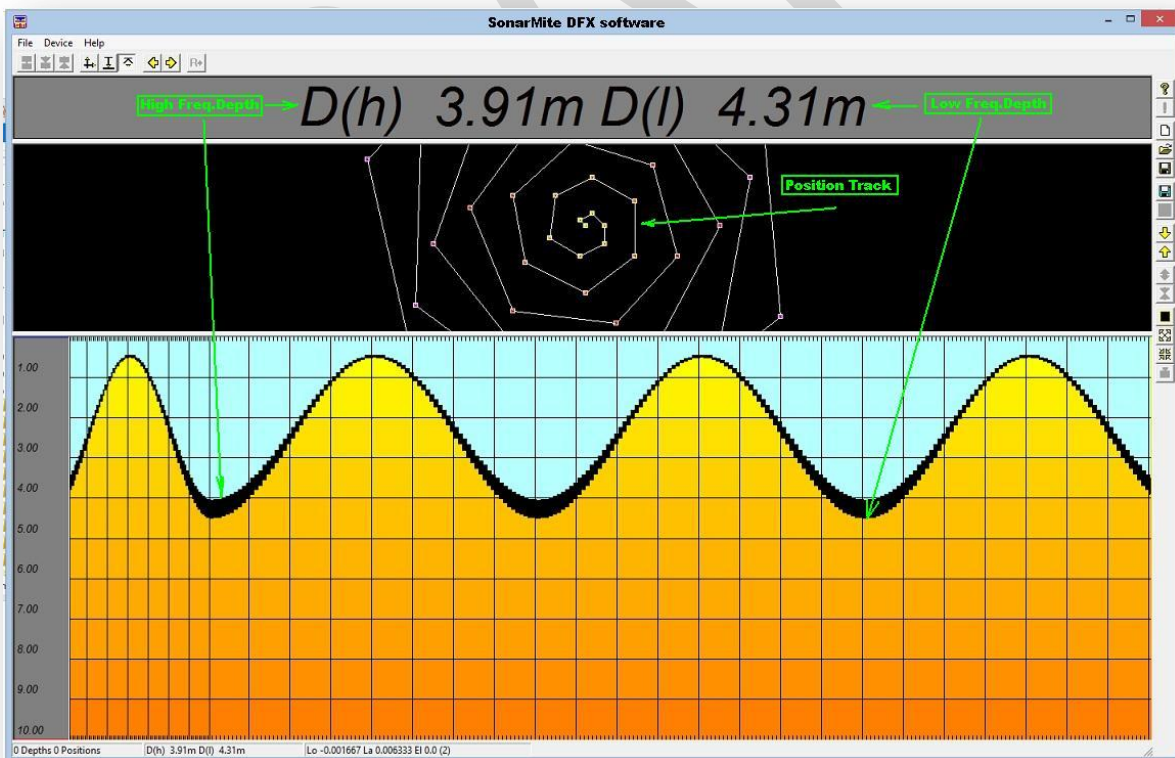 SonarMite DFX software
File Device Help
R+
High Freq.Depth
D(h) 3.91m D(l) 4.31m
Low Freq.Depth
Position Track
1.00
2.00
3.00
4.00
5.00
6.00
7.00
8.00
9.00
10.00
0 Depths 0 Positions
D(h) 3.91m D(l) 4.31m
Lo -0.001667 La 0.006333 El 0.0 (2)